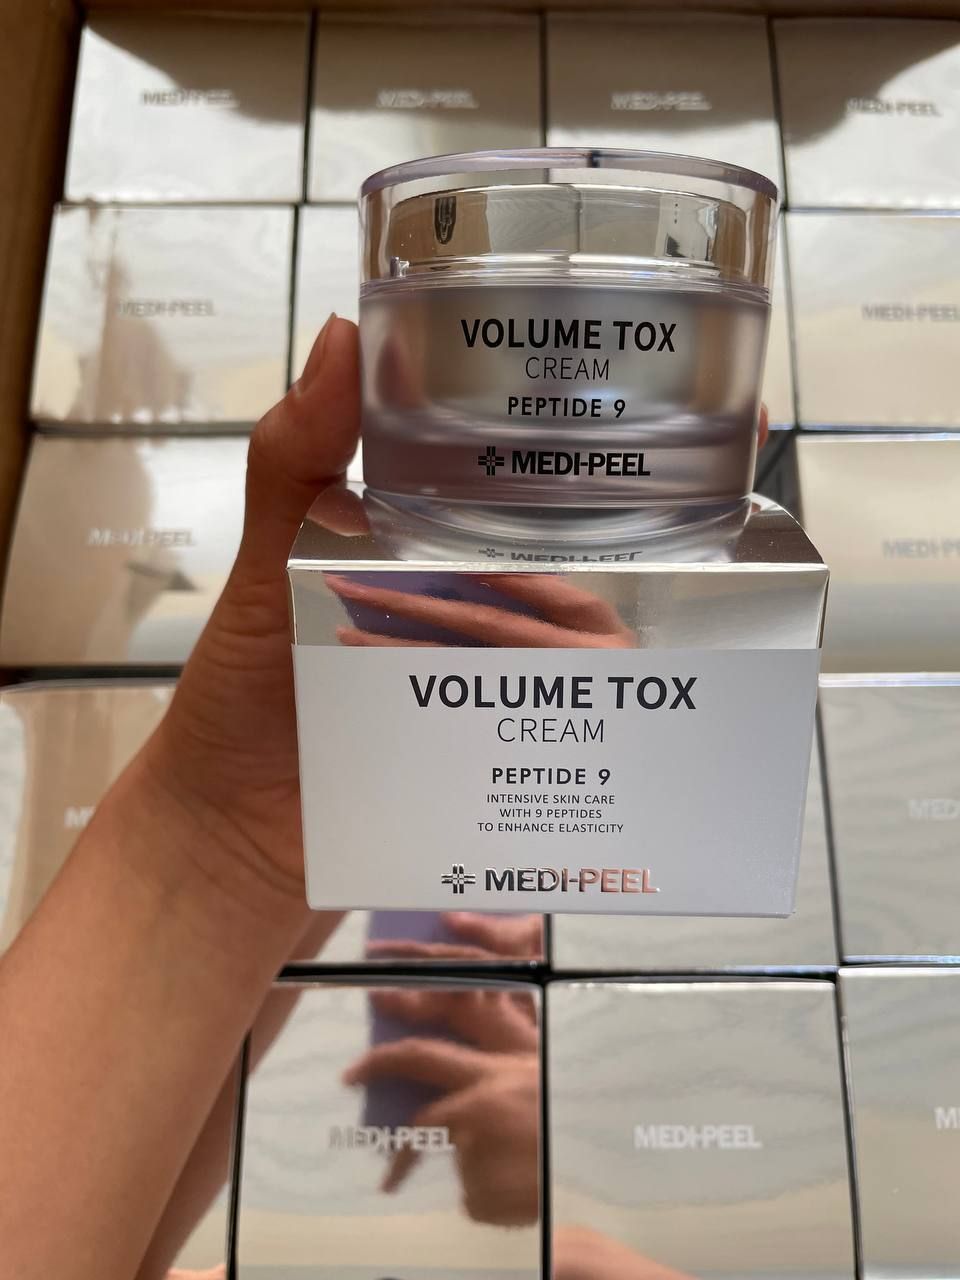 MEDI-PEEL
MEDI-PEEL
MEDI-PEEL
MEDI-PEEL
MEDI-PEEL
MEDI-PEEL
VOLUME TOX
CREAM
PEPTIDE 9
MEDI-PEEL
MEDI-PEEL
MEDI-PEEL
MEDI-P
VOLUME TOX
CREAM
PEPTIDE 9
INTENSIVE SKIN CARE
WITH 9 PEPTIDES
TO ENHANCE ELASTICITY
MEDI-PEEL
M
MED
MEDI-PEEL
MEDI-PEEL
M